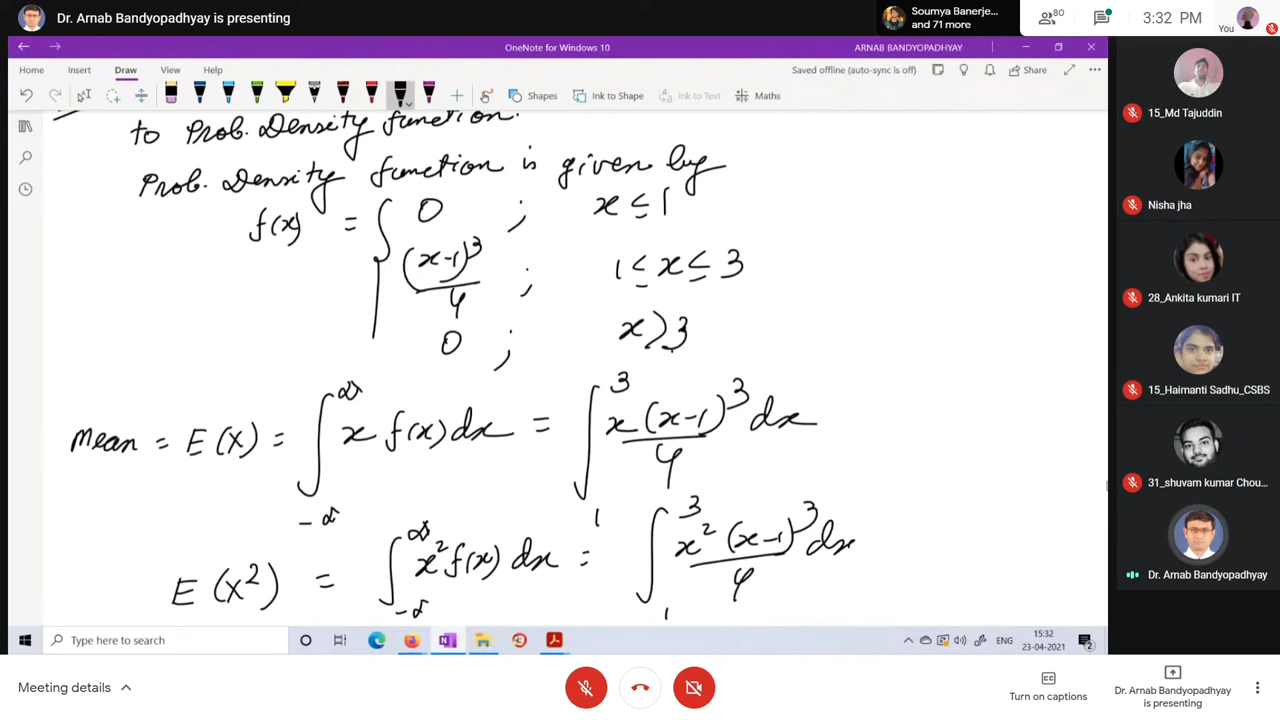 Dr. Arnab Bandyopadhyay is presenting
Soumya Banerje...
and 71 more
80
3:32 PM
You
OneNote for Windows 10
ARNAB BANDYOPADHYAY
Home Insert Draw View Help
Saved offline (auto-sync is off)
Share
Shapes
Ink to Shape
Ink to Text
Maths
to Prob. Density function.
Prob. Density function is given by
f(x) = { 0 ; x ≤ 1
(x-1)^3/4 ; 1 ≤ x ≤ 3
0 ; x ≥ 3
Mean = E(X) = ∫_{-∞}^{∞} x f(x) dx = ∫_1^3 x(x-1)^3/4 dx
E(X^2) = ∫_{-∞}^{∞} x^2 f(x) dx = ∫_1^3 x^2 (x-1)^3/4 dx
15_Md Tajuddin
Nisha jha
28_Ankita kumari IT
15_Haimanti Sadhu_CSBS
31_shuvam kumar Chou...
Dr. Arnab Bandyopadhyay
Type here to search
ENG
15:32
23-04-2021
2
Meeting details
Turn on captions
Dr. Arnab Bandyopadhyay
is presenting